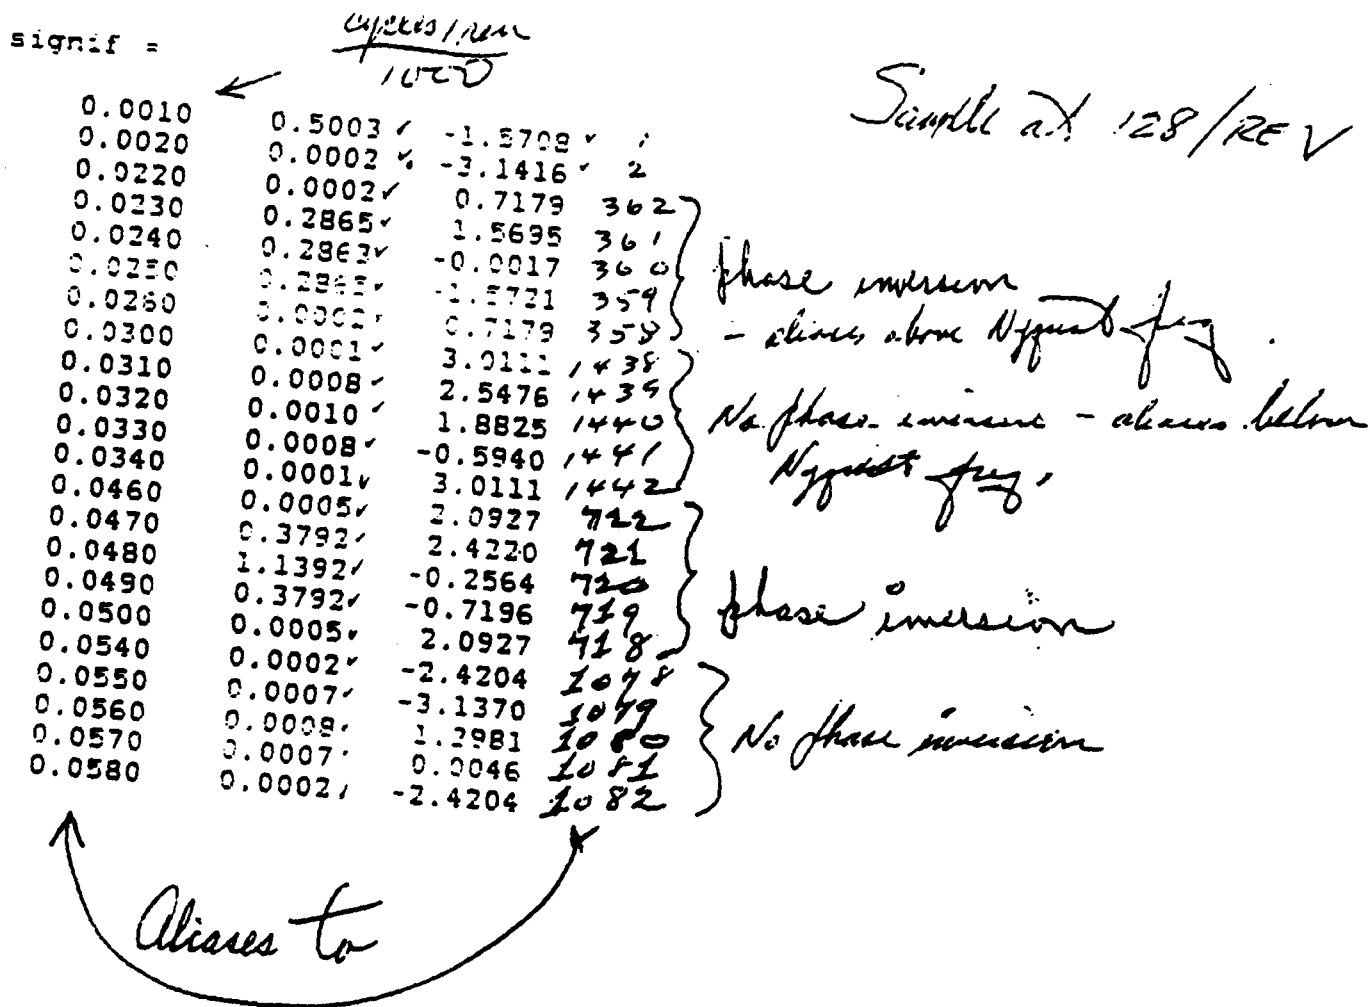 signif =
cycles/rev
1000
Sample at 128/REV
0.0010 0.5003 ✓ -1.5708 ✓ 1
0.0020 0.0002 ✓ -3.1416 ✓ 2
0.0220 0.0002 ✓ 0.7179 362
0.0230 0.2865 ✓ 1.5695 361
0.0240 0.2863 ✓ -0.0017 360
0.0250 0.2865 ✓ -1.5721 359
0.0260 0.0002 ✓ 0.7179 358
phase inversion
- aliases above Nyquist freq.
0.0300 0.0001 ✓ 3.0111 1438
0.0310 0.0008 ✓ 2.5476 1439
0.0320 0.0010 ✓ 1.8825 1440
0.0330 0.0008 ✓ -0.5940 1441
0.0340 0.0001 ✓ 3.0111 1442
No phase inversion - aliases below
Nyquist freq.
0.0460 0.0005 ✓ 2.0927 722
0.0470 0.3792 ✓ 2.4220 721
0.0480 1.1392 ✓ -0.2564 720
0.0490 0.3792 ✓ -0.7196 719
0.0500 0.0005 ✓ 2.0927 718
phase inversion
0.0540 0.0002 ✓ -2.4204 1078
0.0550 0.0007 ✓ -3.1370 1079
0.0560 0.0008 ✓ 1.2981 1080
0.0570 0.0007 ✓ 0.0046 1081
0.0580 0.0002 ✓ -2.4204 1082
No phase inversion
Aliases to